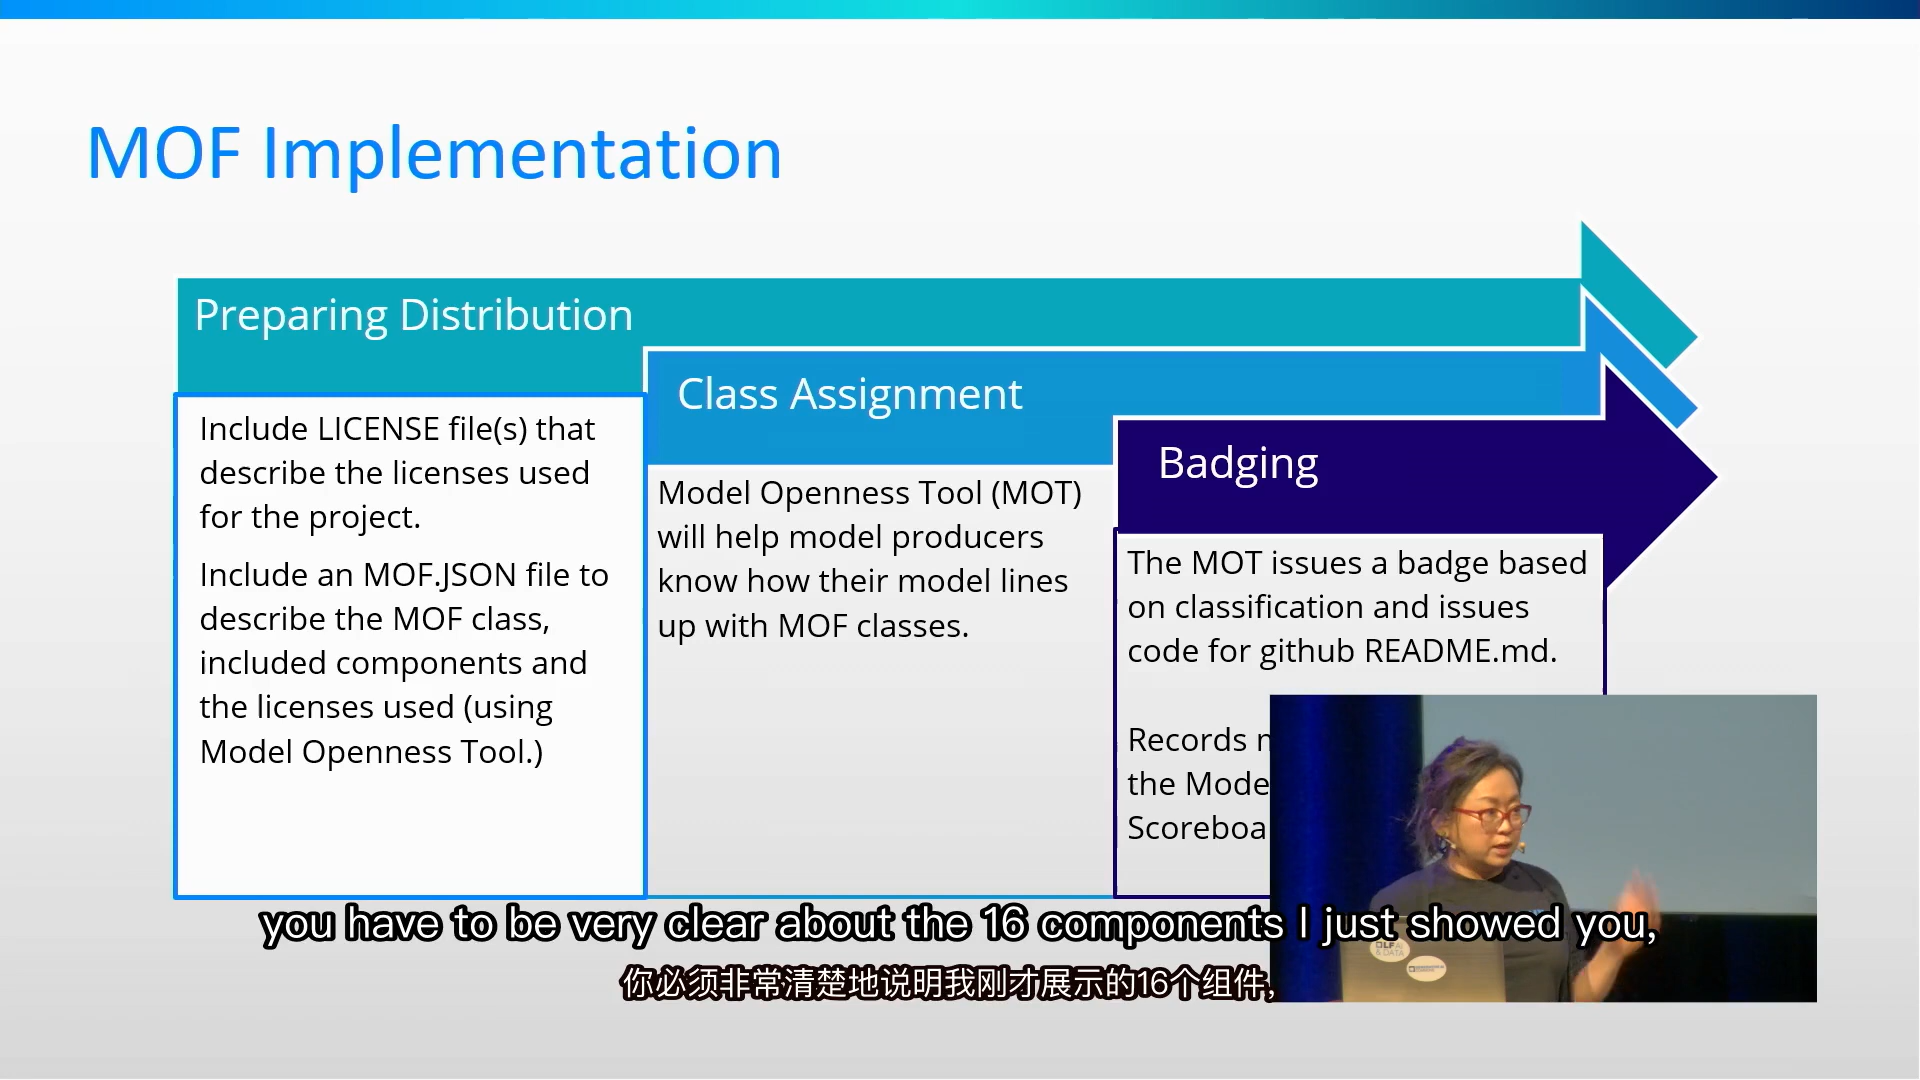 MOF Implementation
Preparing Distribution
Include LICENSE file(s) that
describe the licenses used
for the project.
Include an MOF.JSON file to
describe the MOF class,
included components and
the licenses used (using
Model Openness Tool.)
Class Assignment
Model Openness Tool (MOT)
will help model producers
know how their model lines
up with MOF classes.
Badging
The MOT issues a badge based
on classification and issues
code for github README.md.
Records
the
LF AI
& DATA
you have to be very clear about the 16 components I just showed you,
你必须非常清楚地说明我刚才展示的16个组件,